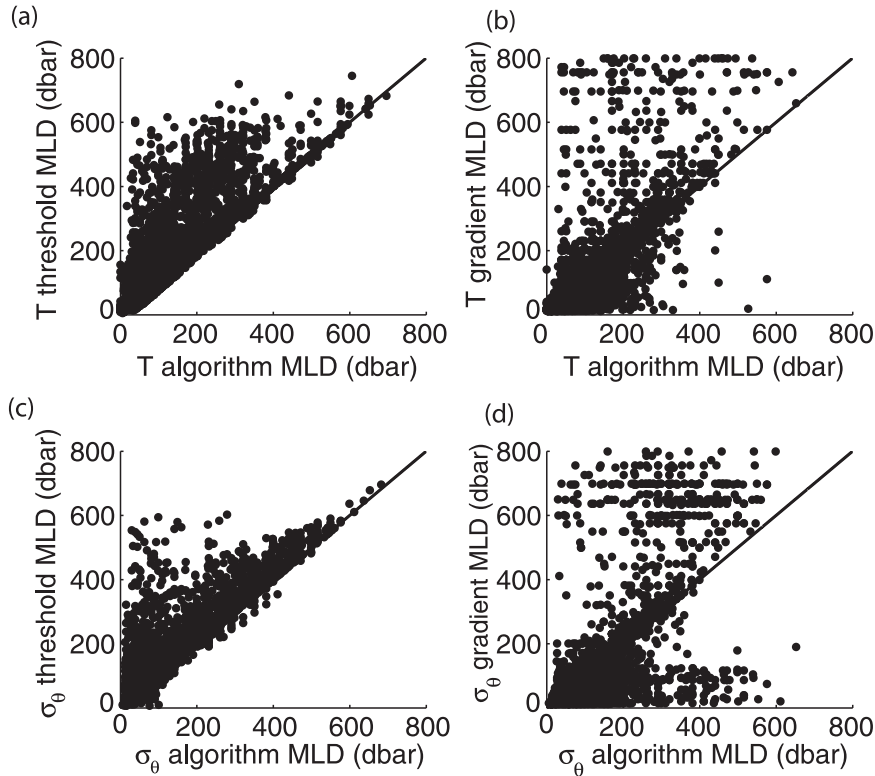 (a)
(b)
T threshold MLD (dbar)
800
600
400
200
0
0 200 400 600 800
T algorithm MLD (dbar)
T gradient MLD (dbar)
800
600
400
200
0
0 200 400 600 800
T algorithm MLD (dbar)
(c)
(d)
σθ threshold MLD (dbar)
800
600
400
200
0
0 200 400 600 800
σθ algorithm MLD (dbar)
σθ gradient MLD (dbar)
800
600
400
200
0
0 200 400 600 800
σθ algorithm MLD (dbar)